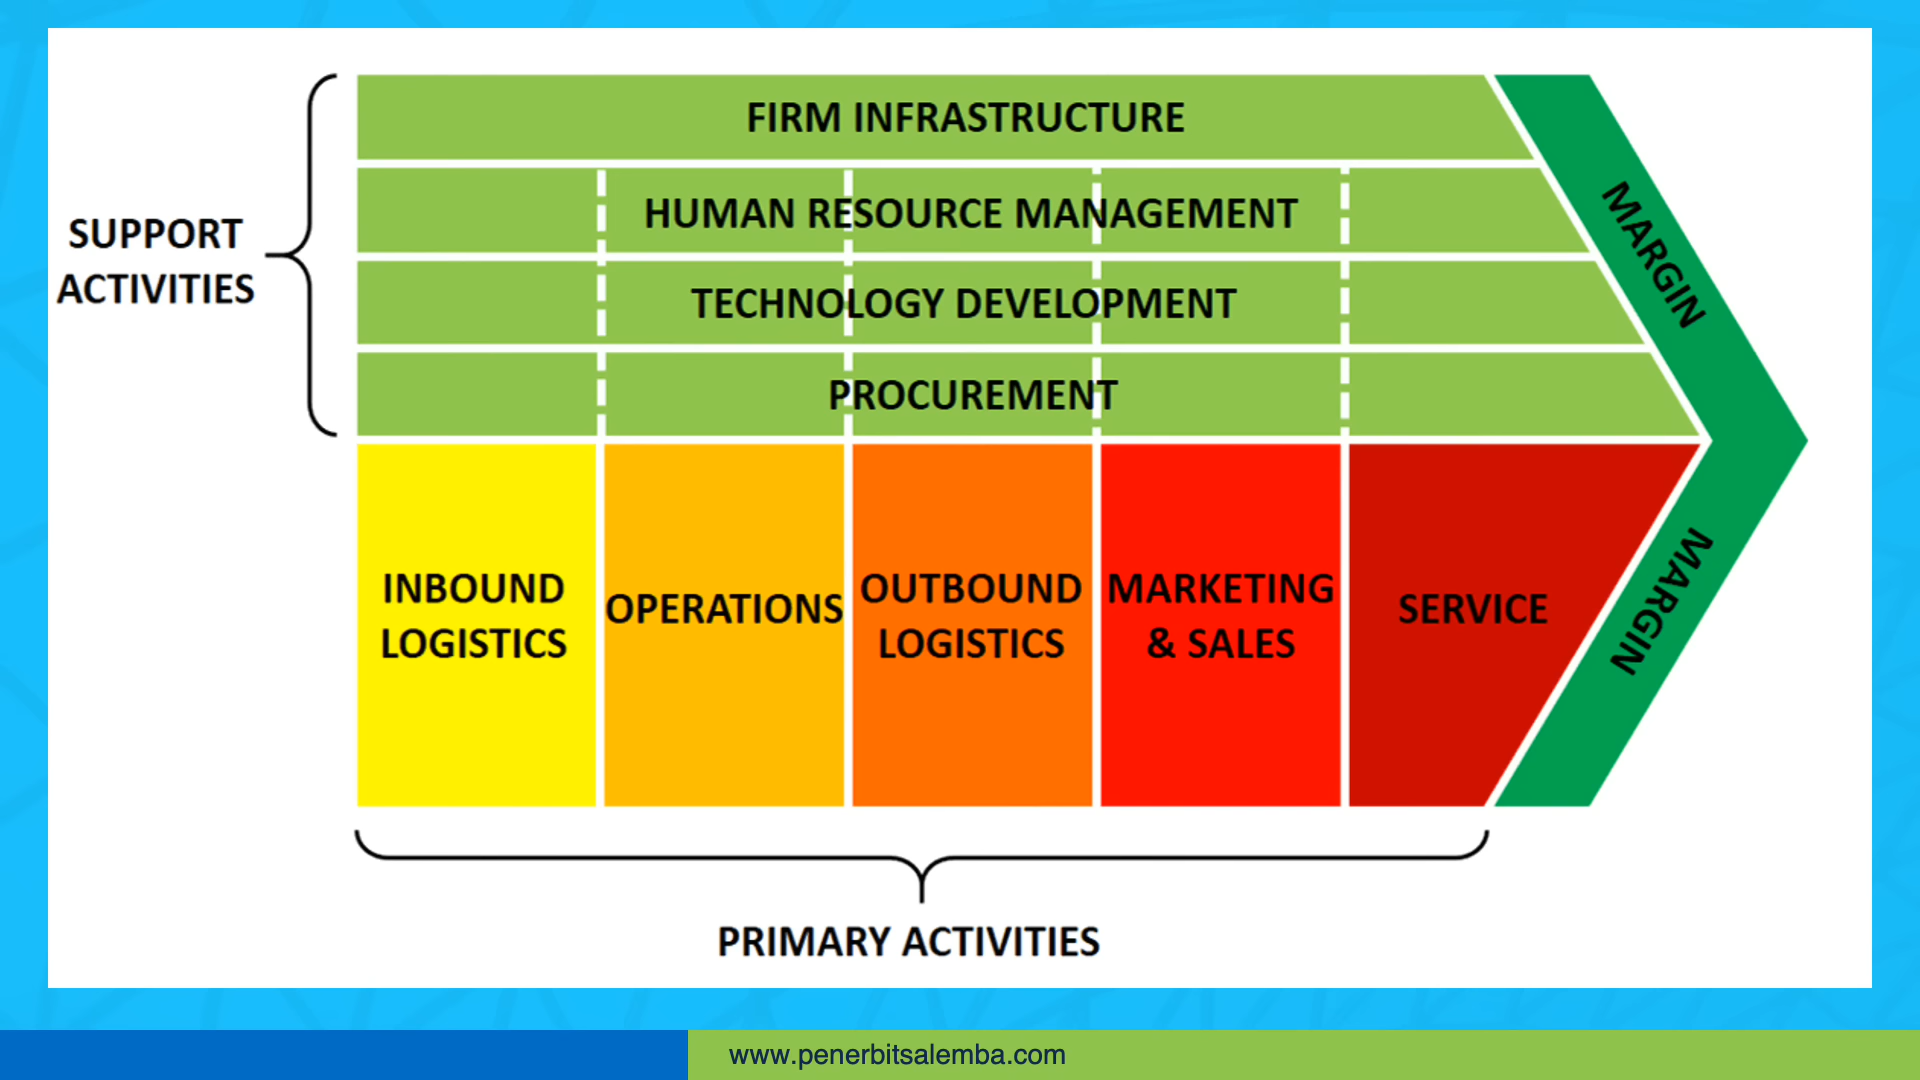 SUPPORT
ACTIVITIES
FIRM INFRASTRUCTURE
HUMAN RESOURCE MANAGEMENT
TECHNOLOGY DEVELOPMENT
PROCUREMENT
MARGIN
INBOUND
LOGISTICS
OPERATIONS
OUTBOUND
LOGISTICS
MARKETING
& SALES
SERVICE
MARGIN
PRIMARY ACTIVITIES
www.penerbitsalemba.com